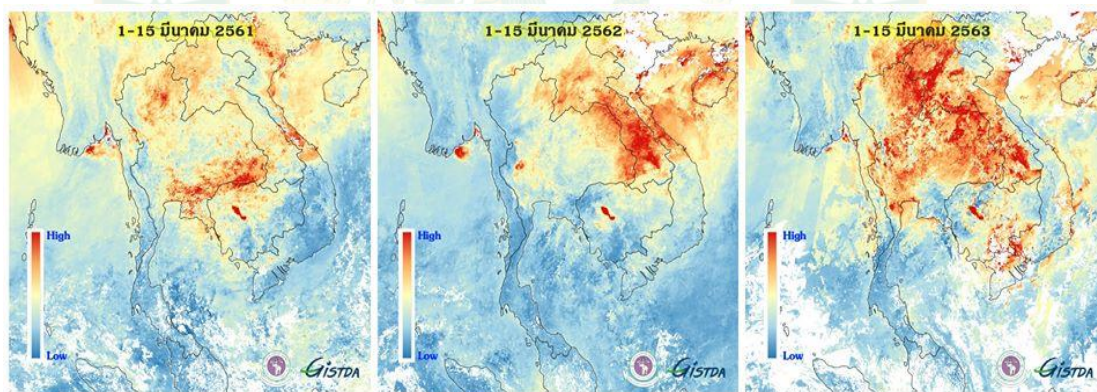 1-15 มีนาคม 2561
High
Low
GISTDA
1-15 มีนาคม 2562
High
Low
GISTDA
1-15 มีนาคม 2563
High
Low
GISTDA